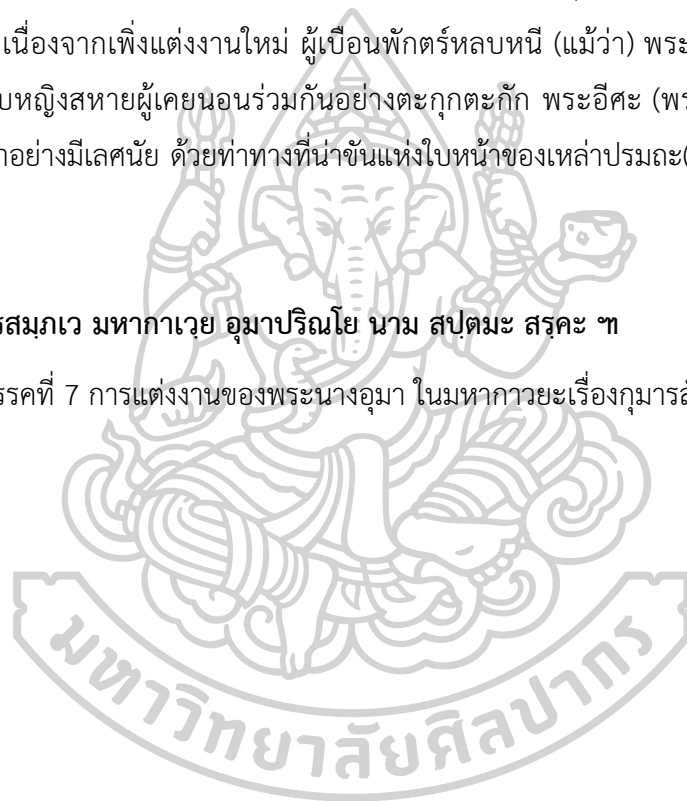 เนื่องจากเพิ่งแต่งงานใหม่ ผู้เบือนพักตร์หลบหนี (แม้ว่า) พระ
บหญิงสหายผู้เคยนอนร่วมกันอย่างตะกุกตะกัก พระอีศะ (พร
าอย่างมีเลศนัย ด้วยท่าทางที่น่าขันแห่งใบหน้าของเหล่าปรมถะ(
รสมฺภเว มหากาเวฺย อุมาปริณโย นาม สปฺตมะ สรฺคะ ฯ
รรคที่ 7 การแต่งงานของพระนางอุมา ในมหากาวยะเรื่องกุมารสั
มหาวิทยาลัยศิลปากร